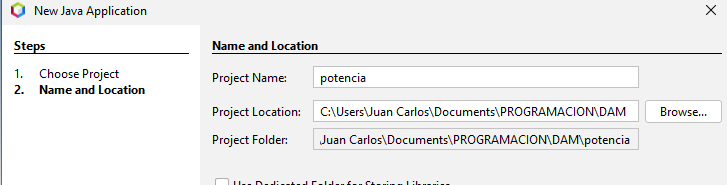 New Java Application
Steps
1. Choose Project
2. Name and Location
Name and Location
Project Name: potencia
Project Location: C:\Users\Juan Carlos\Documents\PROGRAMACION\DAM Browse...
Project Folder: Juan Carlos\Documents\PROGRAMACION\DAM\potencia
Use Dedicated Folder for Storing Libraries